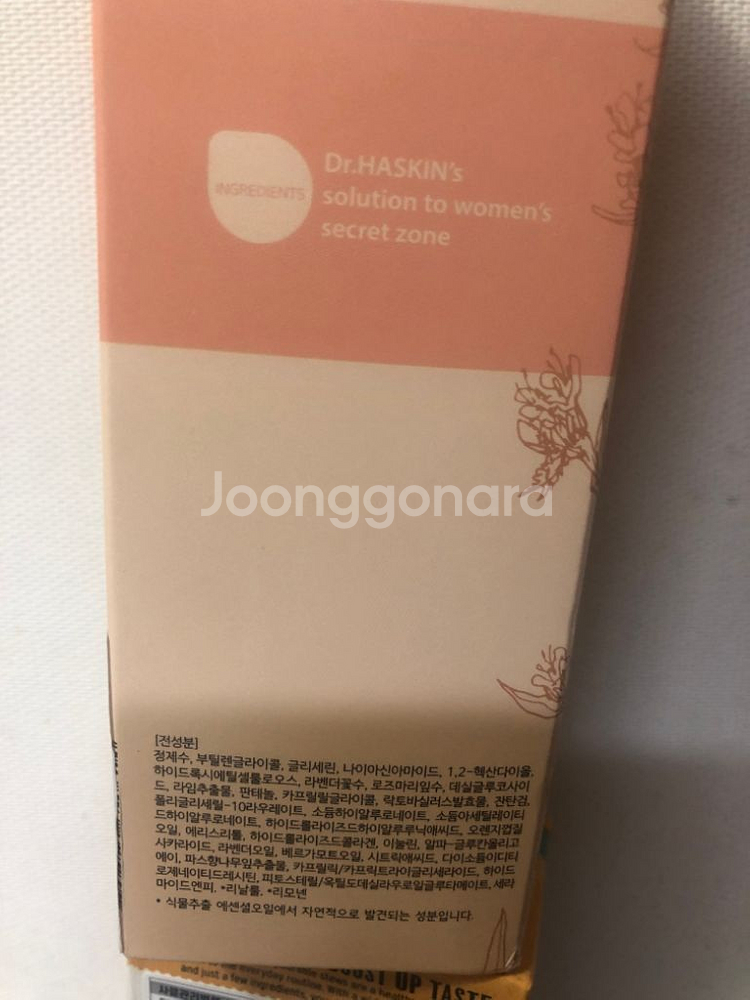 INGREDIENTS
Dr.HASKIN's
solution to women's
secret zone
Joonggonara
[전성분]
정제수, 부틸렌글라이콜, 글리세린, 나이아신아마이드, 1,2-헥산다이올,
하이드록시에틸셀룰로오스, 라벤더꽃수, 로즈마리잎수, 데실글루코사이
드, 라임추출물, 판테놀, 카프릴릴글라이콜, 락토바실러스발효물, 잔탄검,
폴리글리세릴-10라우레이트, 소듐하이알루로네이트, 소듐아세틸레이티
드하이알루로네이트, 하이드롤라이즈드하이알루루닉애씨드, 오렌지껍질
오일, 에리스리톨, 하이드롤라이즈드콜라겐, 이눌린, 알파-글루칸올리고
사카라이드, 라벤더오일, 베르가모트오일, 시트릭애씨드, 다이소듐이디티
에이, 파스향나무잎추출물, 카프릴릭/카프릭트라이글리세라이드, 하이드
로제네이티드레시틴, 피토스테릴/옥틸도데실라우로일글루타메이트, 세라
마이드엔피, *리날룰, *리모넨
* 식물추출 에센셜오일에서 자연적으로 발견되는 성분입니다.
UP TASTE
and just a few ingredients,